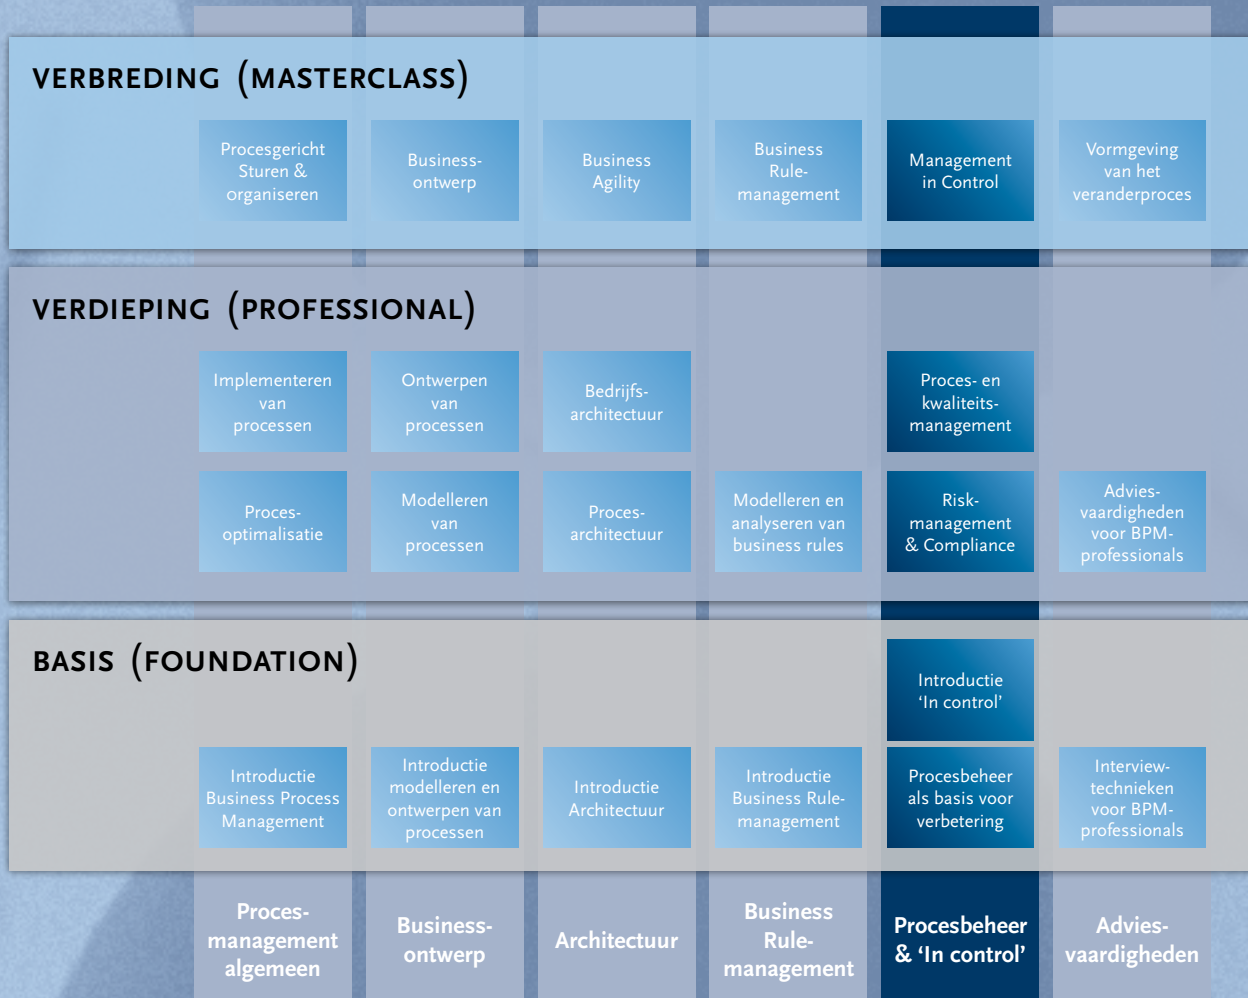 VERBREDING (MASTERCLASS)
Procesgericht
Sturen &
organiseren
Business-
ontwerp
Business
Agility
Business
Rule-
management
Management
in Control
Vormgeving
van het
veranderproces
VERDIEPING (PROFESSIONAL)
Implementeren
van
processen
Ontwerpen
van
processen
Bedrijfs-
architectuur
Proces- en
kwaliteits-
management
Proces-
optimalisatie
Modelleren
van
processen
Proces-
architectuur
Modelleren en
analyseren van
business rules
Risk-
management
& Compliance
Advies-
vaardigheden
voor BPM-
professionals
BASIS (FOUNDATION)
Introductie
‘In control’
Introductie
Business Process
Management
Introductie
modelleren en
ontwerpen van
processen
Introductie
Architectuur
Introductie
Business Rule-
management
Procesbeheer
als basis voor
verbetering
Interview-
technieken
voor BPM-
professionals
Proces-
management
algemeen
Business-
ontwerp
Architectuur
Business
Rule-
management
Procesbeheer
& ‘In control’
Advies-
vaardigheden